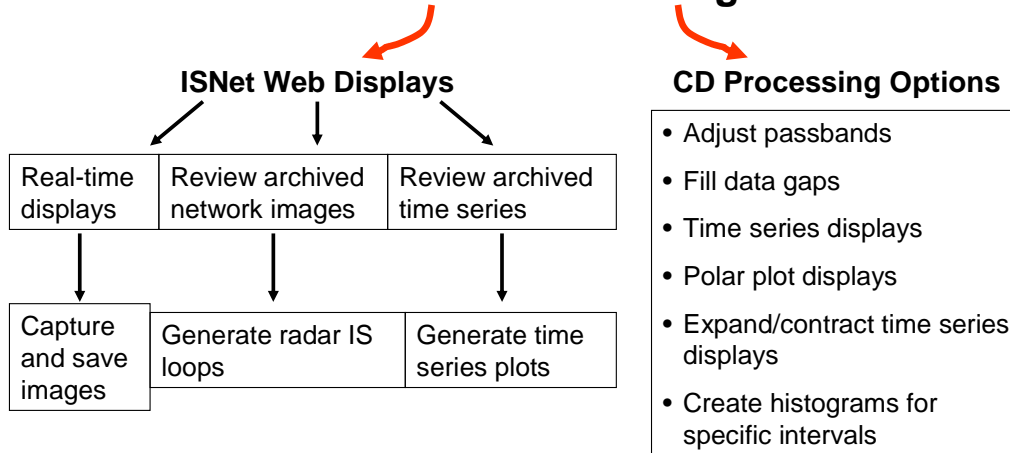 ISNet Web Displays
Real-time
displays
Review archived
network images
Review archived
time series
Capture
and save
images
Generate radar IS
loops
Generate time
series plots
CD Processing Options
• Adjust passbands
• Fill data gaps
• Time series displays
• Polar plot displays
• Expand/contract time series
displays
• Create histograms for
specific intervals